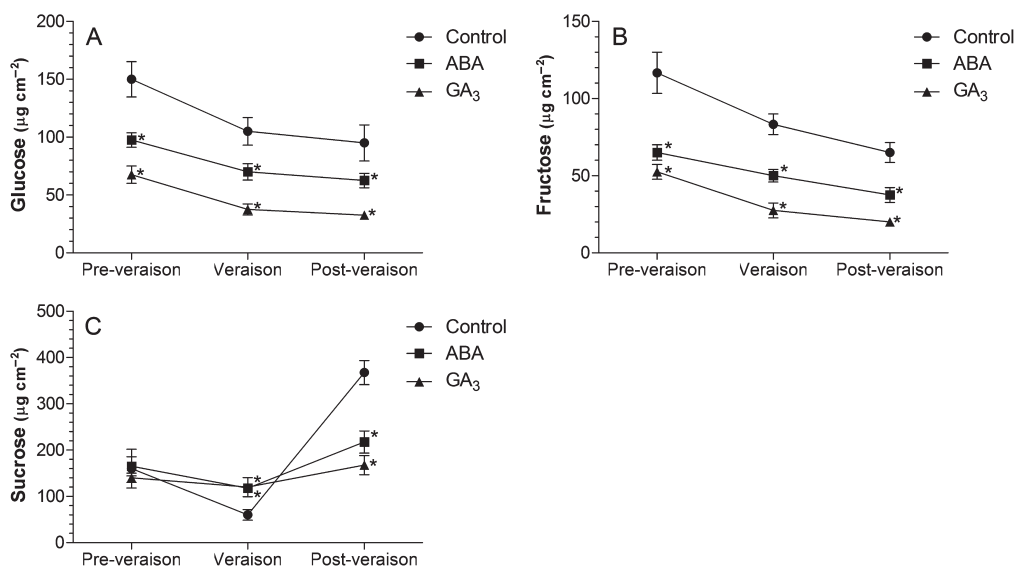 A
Glucose (μg cm⁻²)
200
150
100
50
0
Pre-veraison Veraison Post-veraison
Control
ABA
GA₃
* * *
* * *
B
Fructose (μg cm⁻²)
150
100
50
0
Pre-veraison Veraison Post-veraison
Control
ABA
GA₃
* * *
* * *
C
Sucrose (μg cm⁻²)
500
400
300
200
100
0
Pre-veraison Veraison Post-veraison
Control
ABA
GA₃
* *
* *